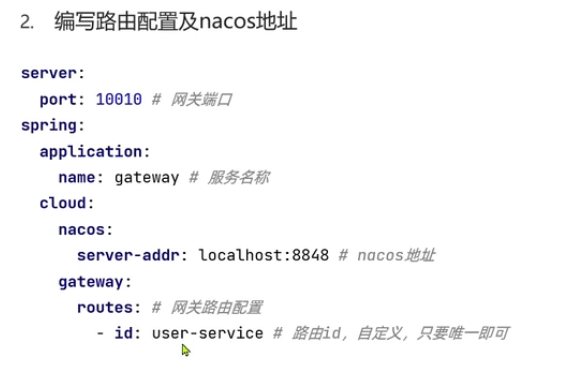 2. 编写路由配置及nacos地址
server:
  port: 10010 # 网关端口
spring:
  application:
    name: gateway # 服务名称
  cloud:
    nacos:
      server-addr: localhost:8848 # nacos地址
    gateway:
      routes: # 网关路由配置
        - id: user-service # 路由id，自定义，只要唯一即可